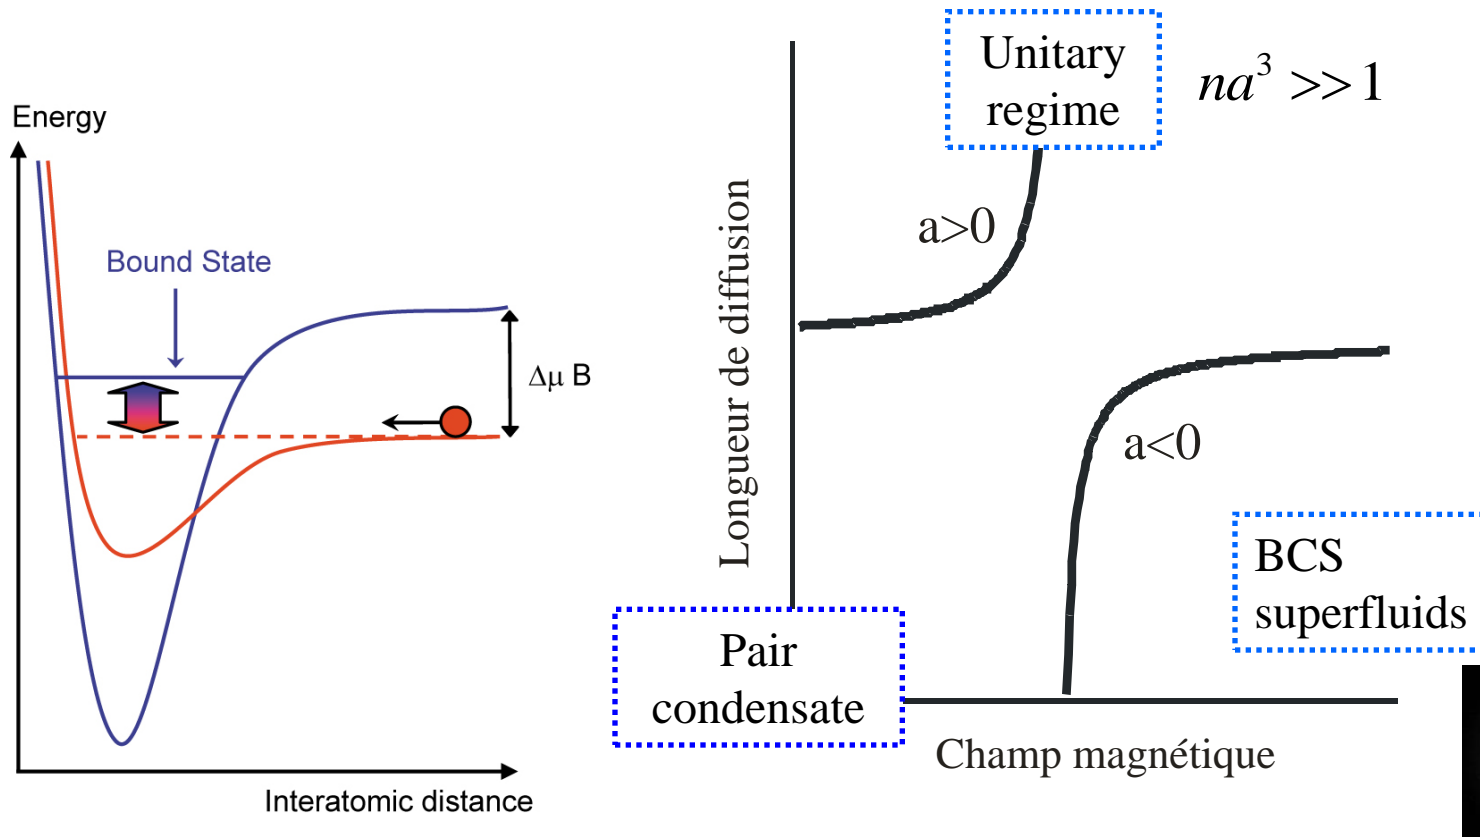 Energy
Bound State
Δμ B
Interatomic distance
Unitary
regime
na³ >> 1
Longueur de diffusion
a>0
a<0
BCS
superfluids
Pair
condensate
Champ magnétique